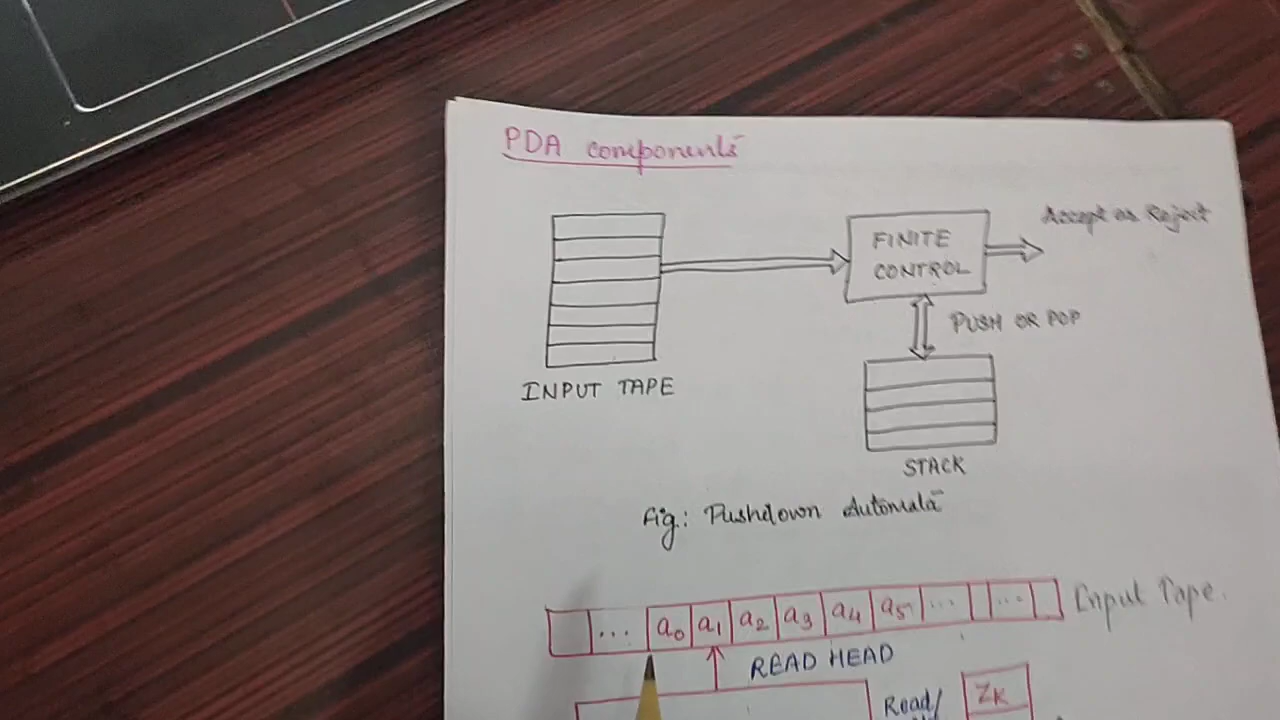 PDA components
Accept or Reject
FINITE
CONTROL
PUSH OR POP
INPUT TAPE
STACK
Fig: Pushdown Automata
... a0 a1 a2 a3 a4 a5 ... ... Input Tape.
READ HEAD
Read/
ZK